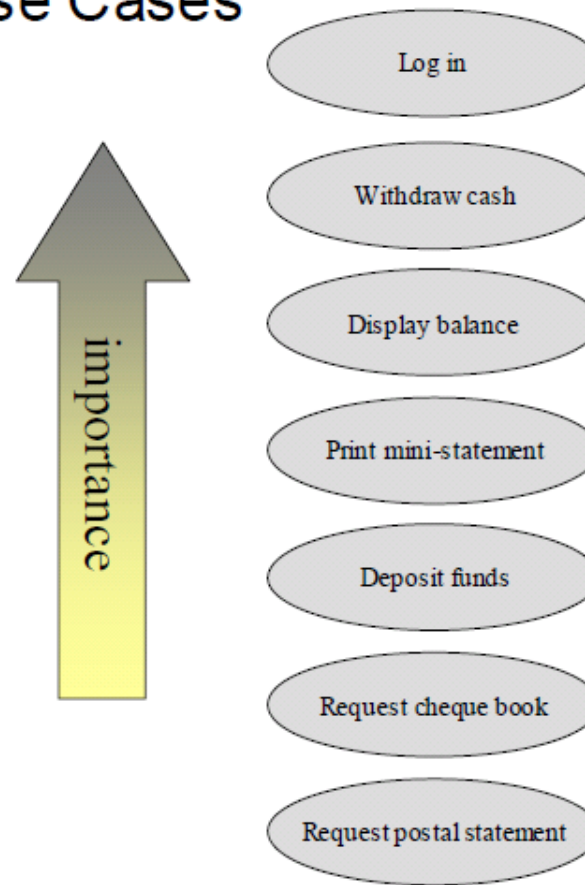 se Cases
Log in
Withdraw cash
Display balance
importance
Print mini-statement
Deposit funds
Request cheque book
Request postal statement